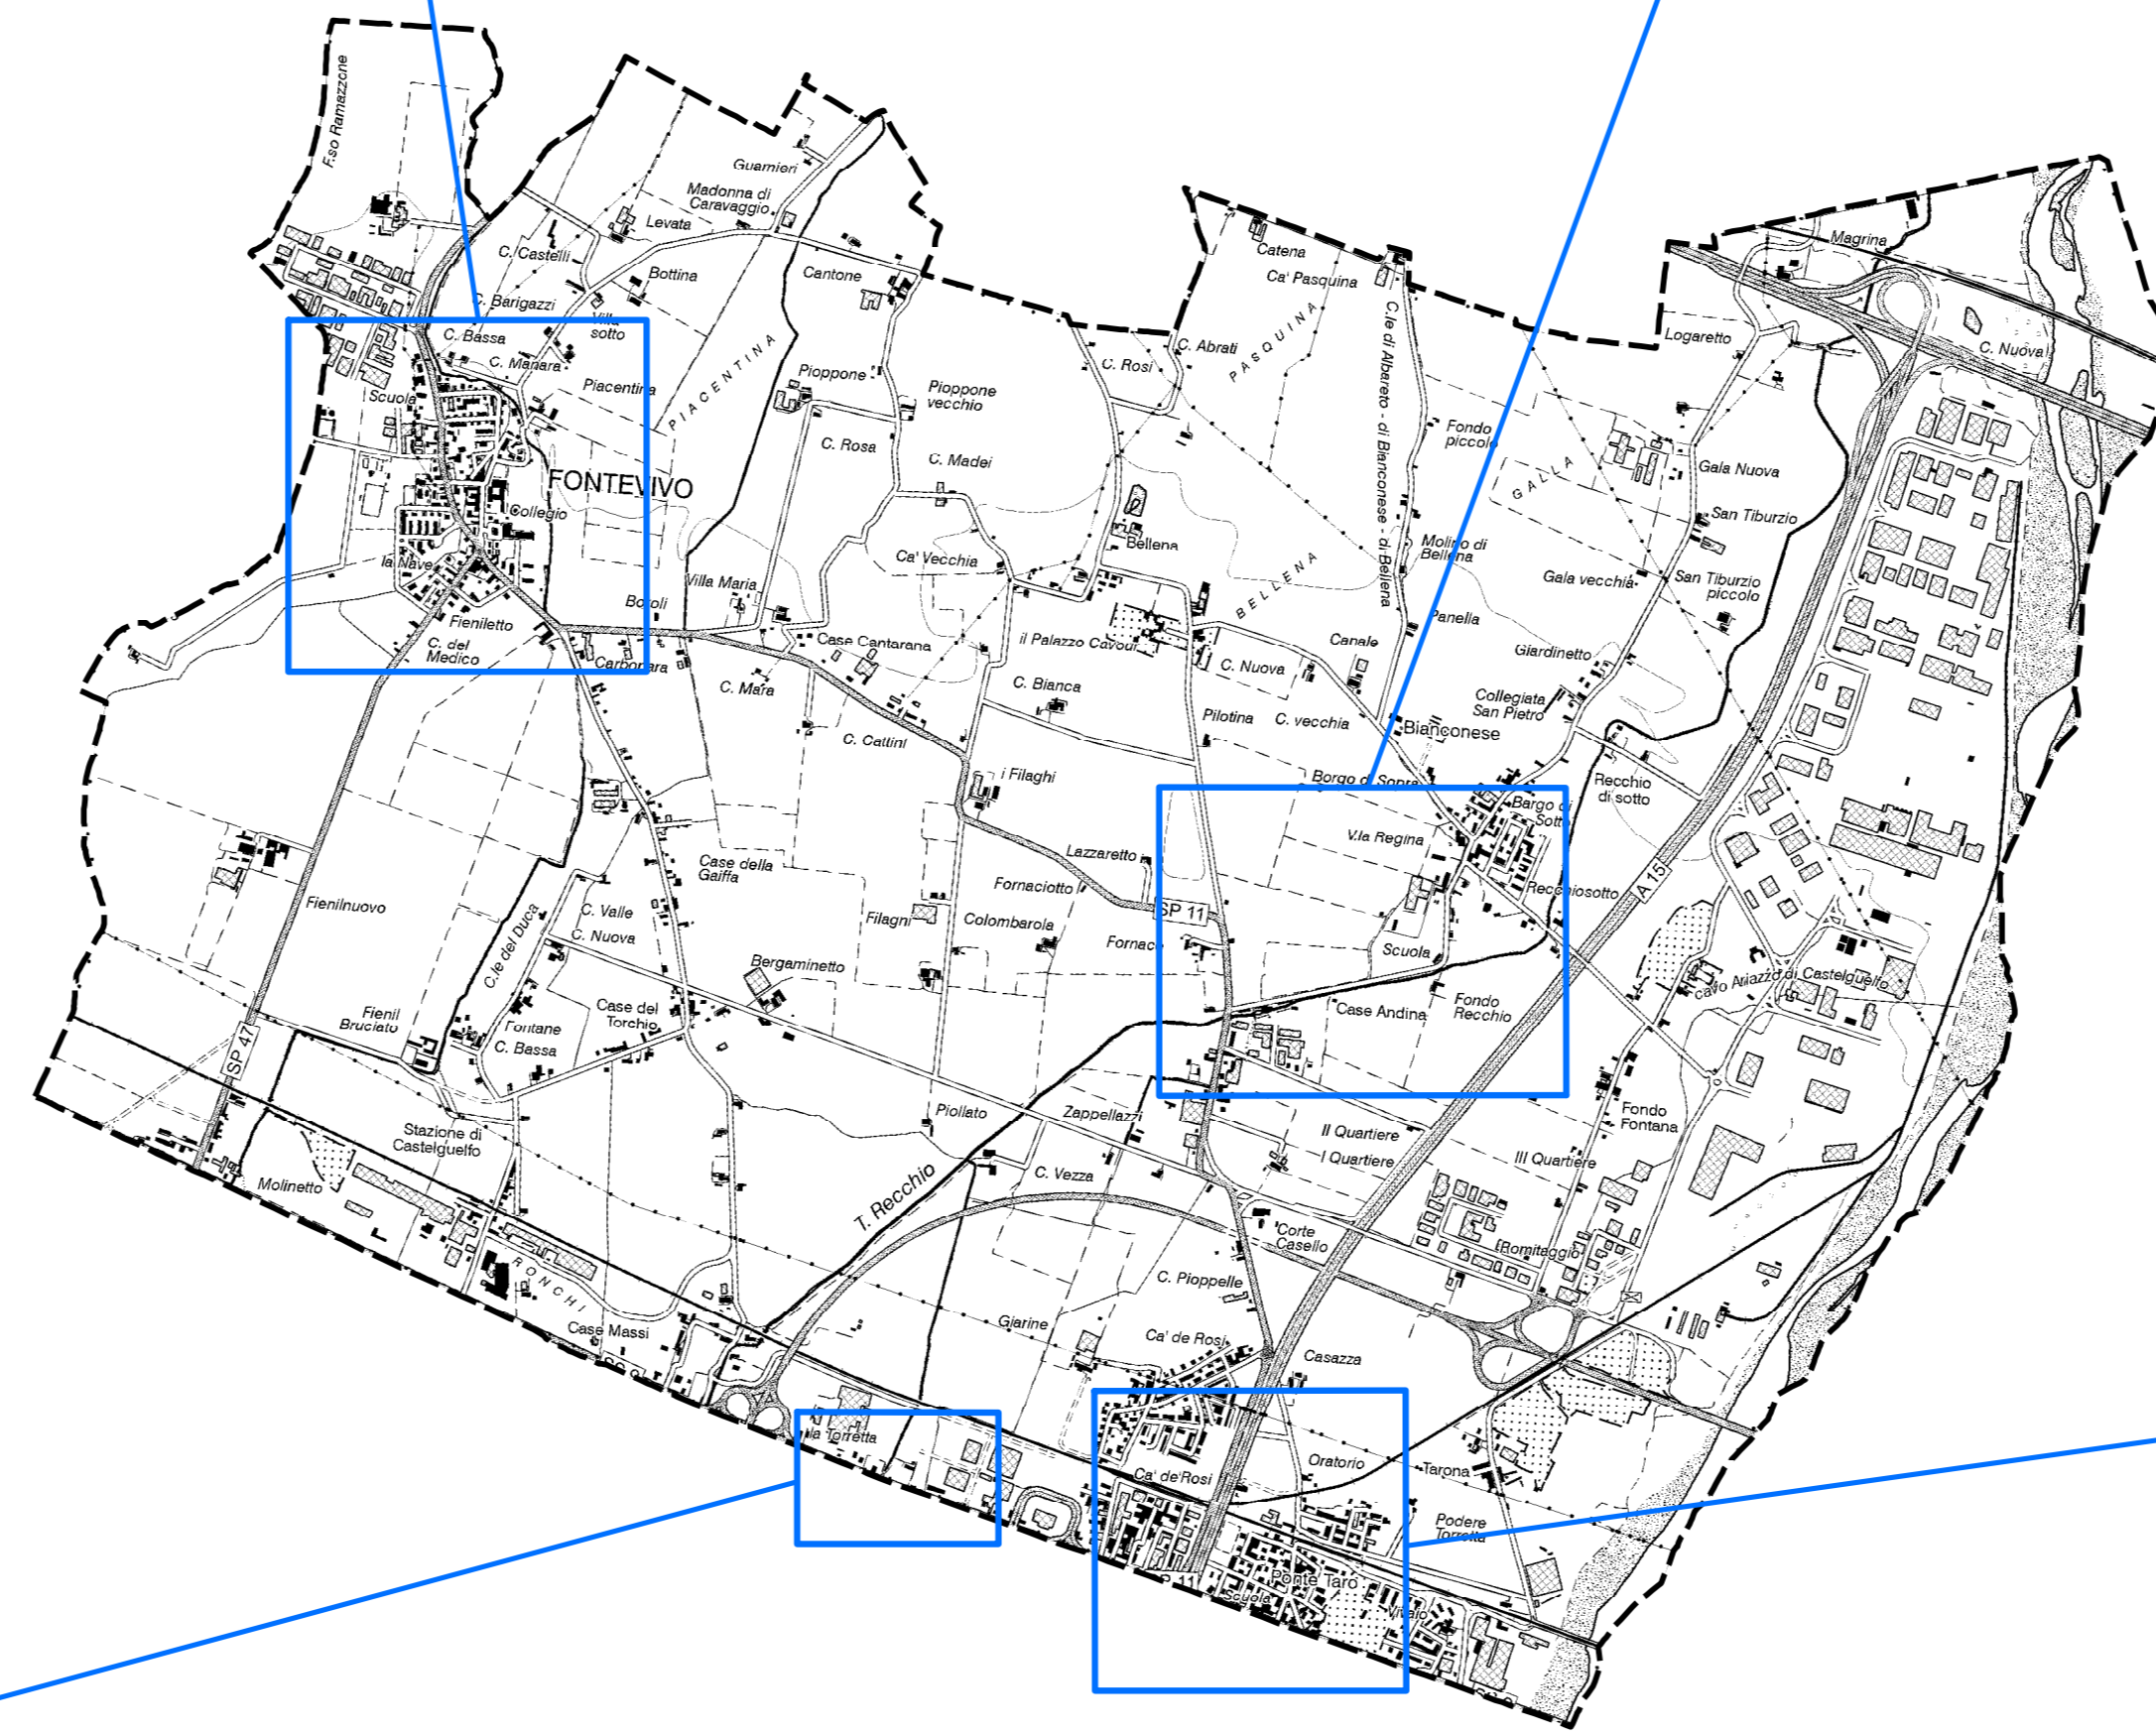 F.so Ramazzone
Guarnieri
Madonna di
Caravaggio
Levata
C. Castelli
Bottina
Cantone
C. Barigazzi
Villa
sotto
C. Bassa
C. Manara
Piacentina
PIACENTINA
Scuola
FONTEVIVO
Collegio
la Nave
Fieniletto
C. del
Medico
Carbonara
Villa Maria
Pioppone
Pioppone
vecchio
C. Rosa
C. Madei
Ca' Vecchia
Case Cantarana
C. Mara
C. Cattini
Catena
Ca' Pasquina
PASQUINA
C. Abrati
C. Rosi
C.le di Albareto - di Bianconese - di Bellena
Fondo
piccolo
Bellena
BELLENA
Molino di
Bellena
Panella
il Palazzo Cavour
C. Nuova
Canale
C. Bianca
Pilotina
C. vecchia
Bianconese
Magrina
Logaretto
C. Nuova
GALLA
Gala Nuova
San Tiburzio
Gala vecchia
San Tiburzio
piccolo
Giardinetto
Collegiata
San Pietro
Recchio
di sotto
Borgo di Sopra
Bargo di
Sotto
V.la Regina
Recchiosotto
A 15
i Filaghi
Lazzaretto
Fornaciotto
SP 11
Filagni
Colombarola
Fornace
Scuola
Case Andina
Fondo
Recchio
cavo Ariazzo di Castelguelfo
Case della
Gaiffa
Fienilnuovo
C. Valle
C. Nuova
C.le del Duca
Bergaminetto
Case del
Torchio
Fienil
Bruciato
Fontane
C. Bassa
SP 47
Stazione di
Castelguelfo
Molinetto
RONCHI
Case Massi
Piollato
Zappellazzi
T. Recchio
C. Vezza
II Quartiere
I Quartiere
III Quartiere
Fondo
Fontana
Corte
Casello
Romitaggio
C. Pioppelle
Giarine
Ca' de Rosi
Casazza
la Torretta
Ca' de'Rosi
Oratorio
Tarona
Podere
Torretta
Ponte Taro
Scuola
Vivaio